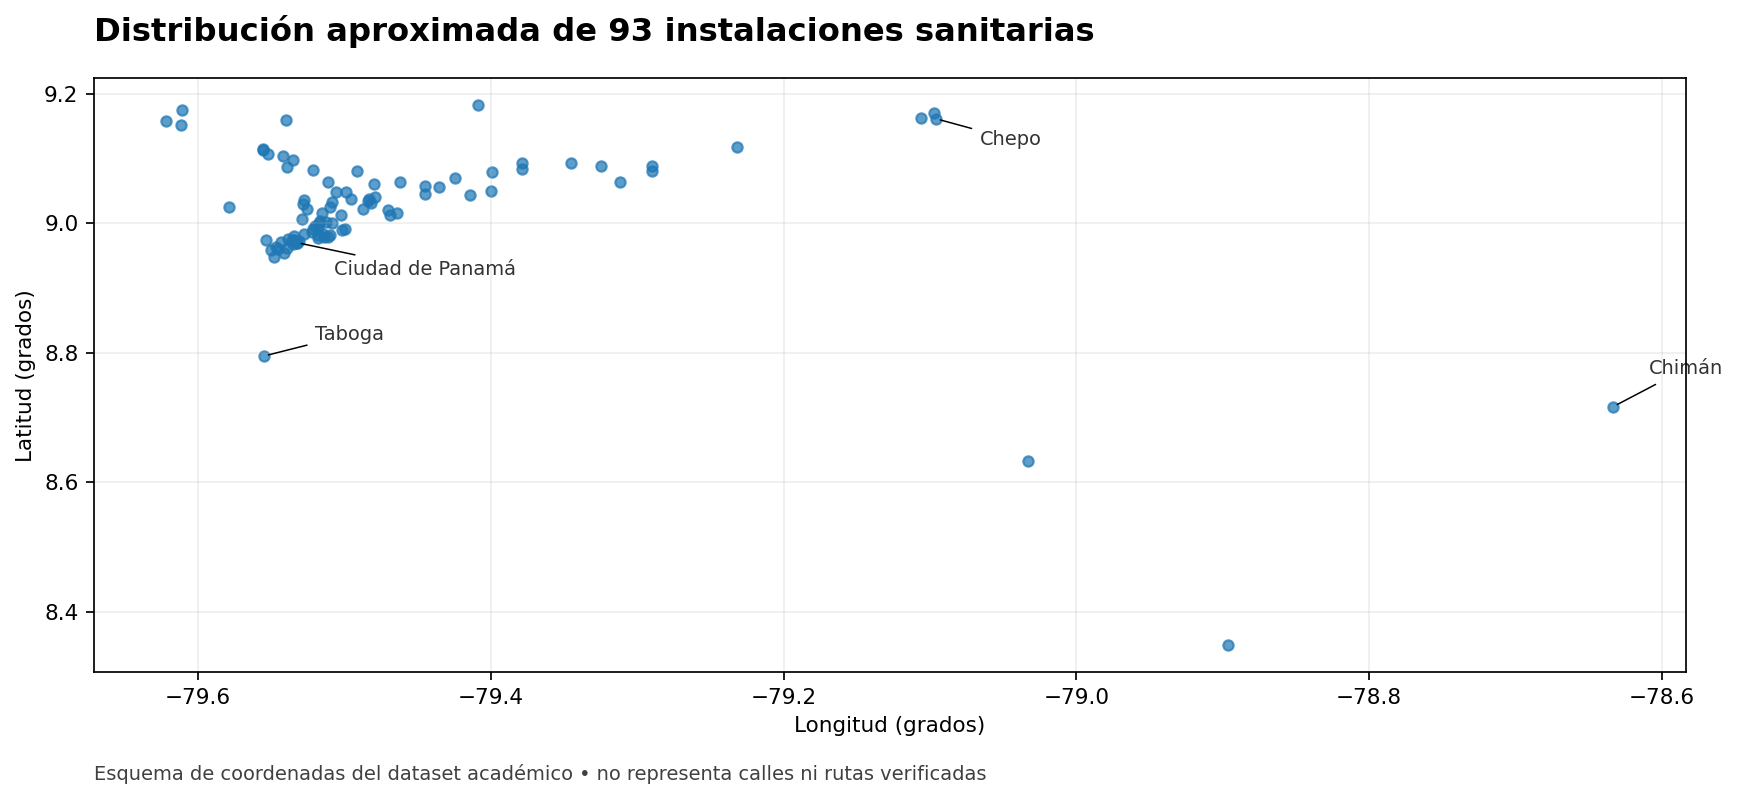 Distribución aproximada de 93 instalaciones sanitarias
9.2
Chepo
9.0
Ciudad de Panamá
Taboga
8.8
Chimán
Latitud (grados)
8.6
8.4
−79.6 −79.4 −79.2 −79.0 −78.8 −78.6
Longitud (grados)
Esquema de coordenadas del dataset académico • no representa calles ni rutas verificadas